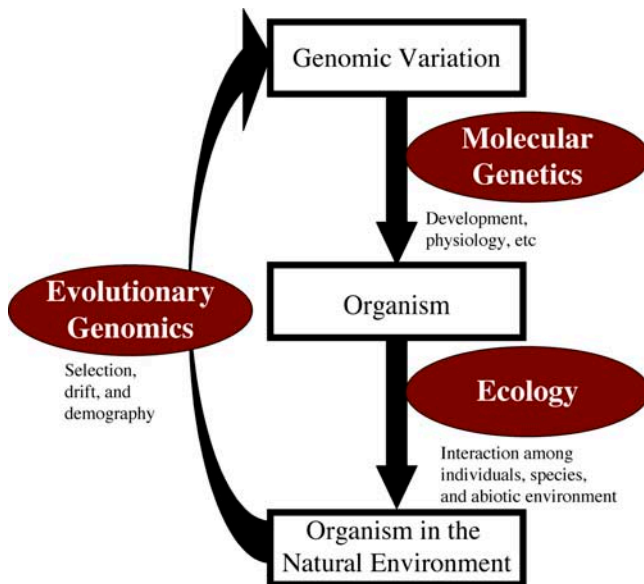 Genomic Variation
Molecular
Genetics
Development,
physiology, etc
Evolutionary
Genomics
Selection,
drift, and
demography
Organism
Ecology
Interaction among
individuals, species,
and abiotic environment
Organism in the
Natural Environment